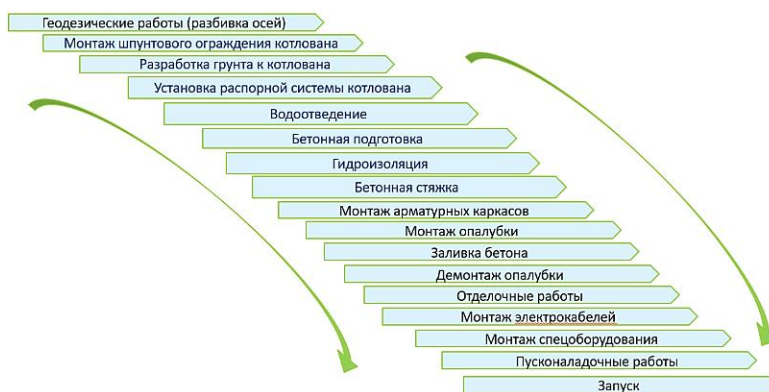 Геодезические работы (разбивка осей)
Монтаж шпунтового ограждения котлована
Разработка грунта к котлована
Установка распорной системы котлована
Водоотведение
Бетонная подготовка
Гидроизоляция
Бетонная стяжка
Монтаж арматурных каркасов
Монтаж опалубки
Заливка бетона
Демонтаж опалубки
Отделочные работы
Монтаж электрокабелей
Монтаж спецоборудования
Пусконаладочные работы
Запуск